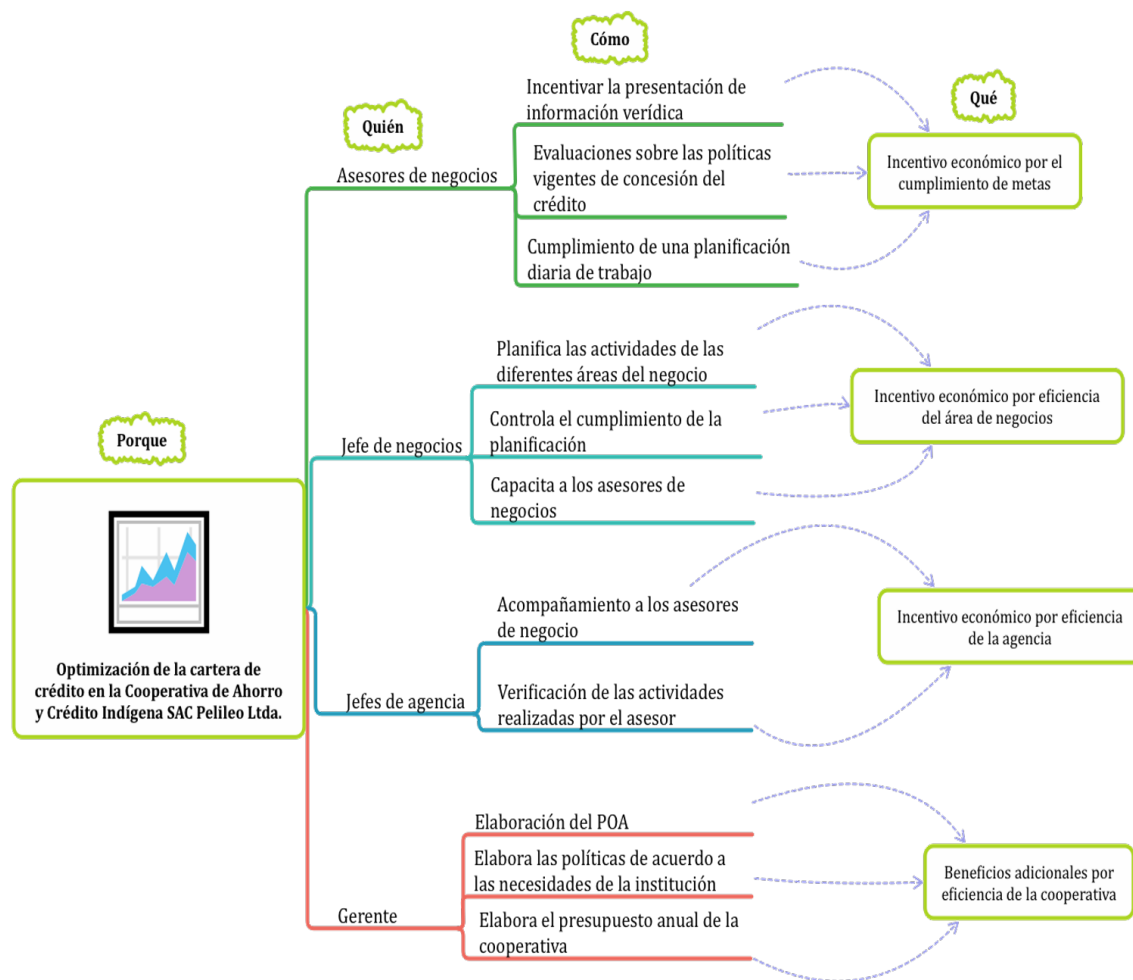 Cómo
Qué
Quién
Porque
Optimización de la cartera de
crédito en la Cooperativa de Ahorro
y Crédito Indígena SAC Pelileo Ltda.
Asesores de negocios
Incentivar la presentación de
información verídica
Evaluaciones sobre las políticas
vigentes de concesión del
crédito
Cumplimiento de una planificación
diaria de trabajo
Incentivo económico por el
cumplimiento de metas
Jefe de negocios
Planifica las actividades de las
diferentes áreas del negocio
Controla el cumplimiento de la
planificación
Capacita a los asesores de
negocios
Incentivo económico por eficiencia
del área de negocios
Jefes de agencia
Acompañamiento a los asesores
de negocio
Verificación de las actividades
realizadas por el asesor
Incentivo económico por eficiencia
de la agencia
Gerente
Elaboración del POA
Elabora las políticas de acuerdo a
las necesidades de la institución
Elabora el presupuesto anual de la
cooperativa
Beneficios adicionales por
eficiencia de la cooperativa